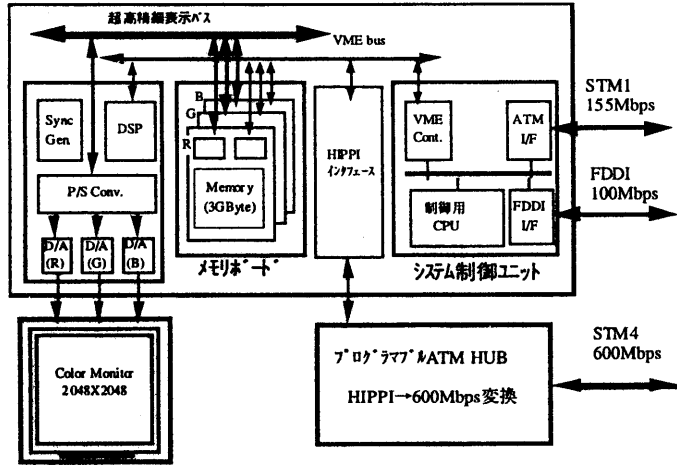 超高精細表示バス
VME bus
Sync
Gen.
DSP
P/S Conv.
D/A
(R)
D/A
(G)
D/A
(B)
B
G
R
Memory
(3GByte)
メモリボード
HIPPI
インタフェース
VME
Cont.
ATM
I/F
制御用
CPU
FDDI
I/F
システム制御ユニット
STM1
155Mbps
FDDI
100Mbps
Color Monitor
2048X2048
プログラマブルATM HUB
HIPPI→600Mbps変換
STM4
600Mbps